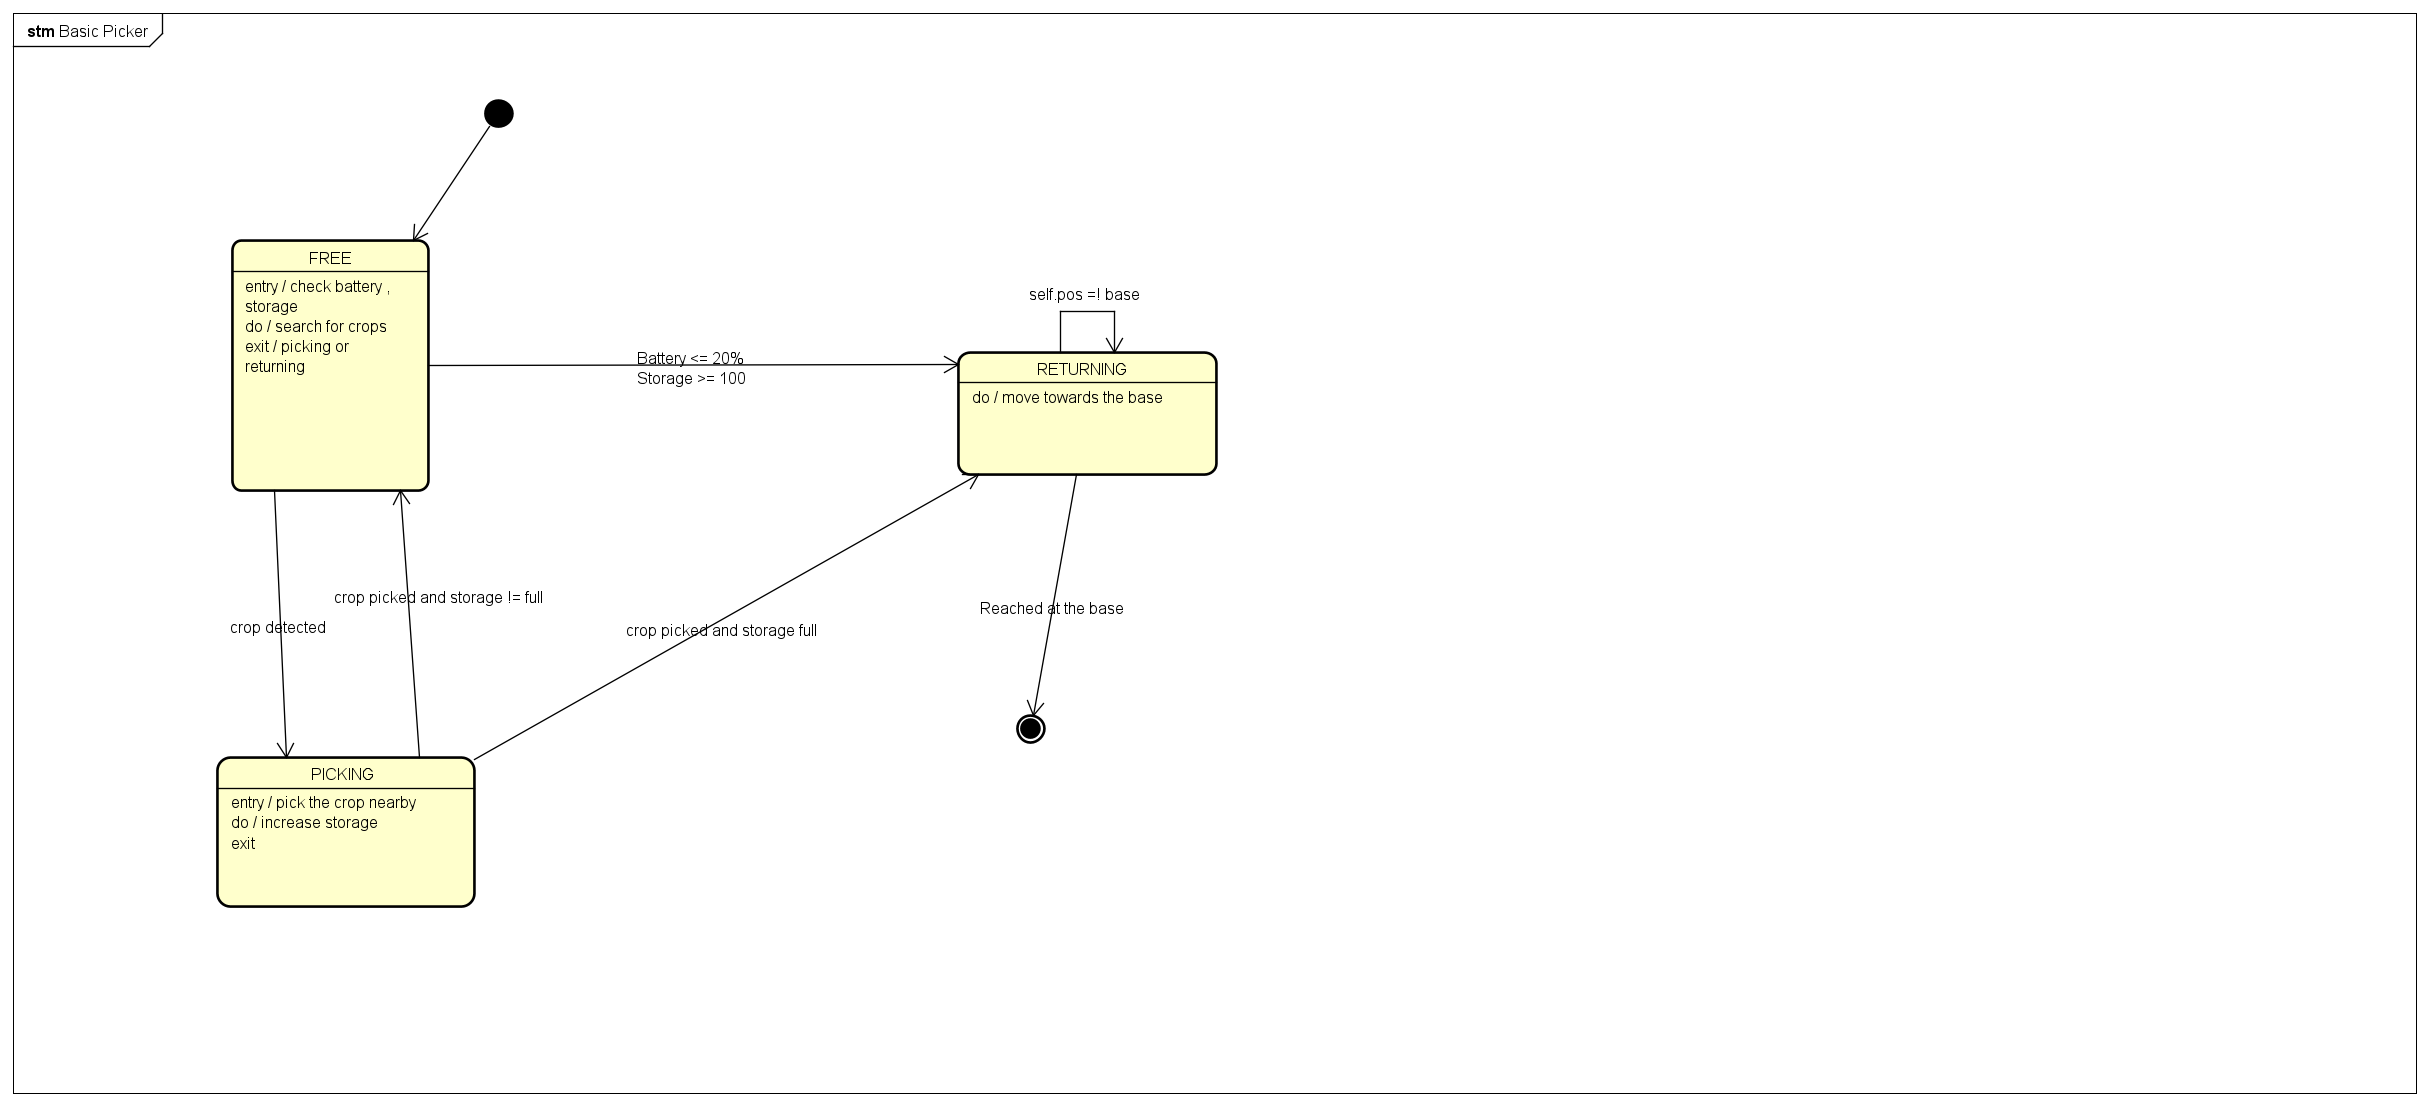 stm Basic Picker
FREE
entry / check battery ,
storage
do / search for crops
exit / picking or
returning
Battery <= 20%
Storage >= 100
self.pos =! base
RETURNING
do / move towards the base
crop detected
crop picked and storage != full
crop picked and storage full
Reached at the base
PICKING
entry / pick the crop nearby
do / increase storage
exit